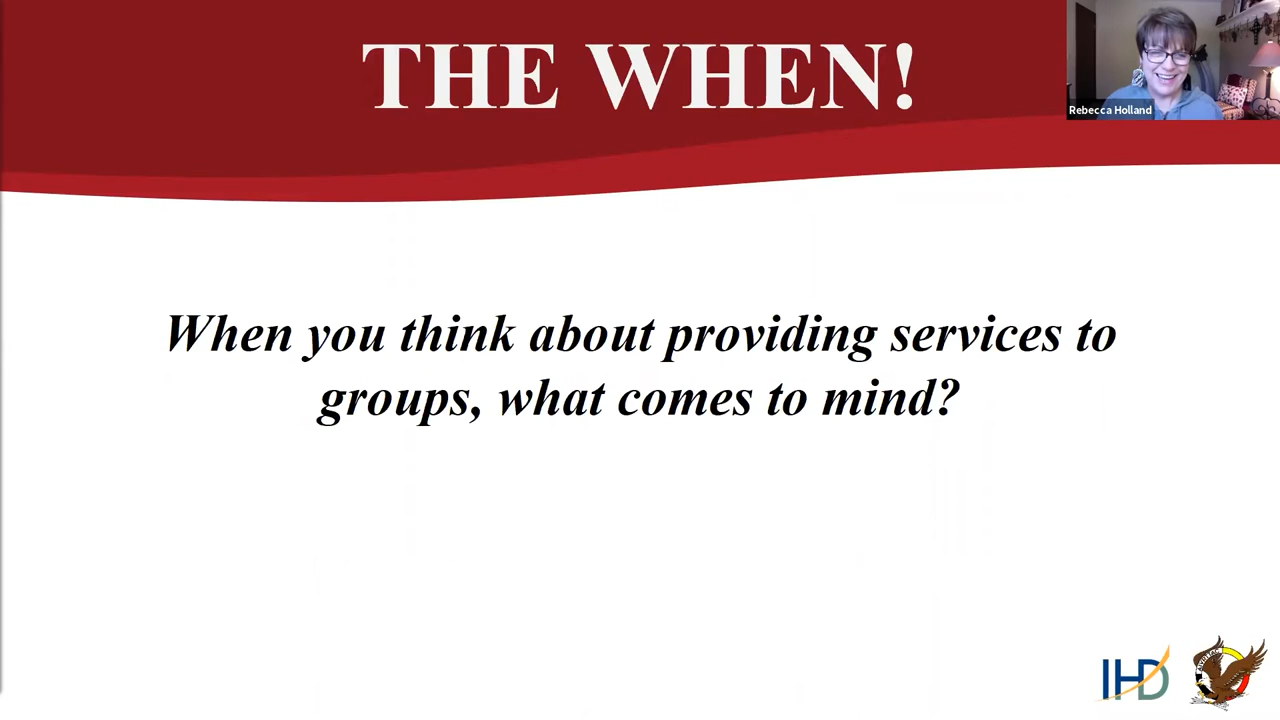 THE WHEN!
Rebecca Holland
When you think about providing services to
groups, what comes to mind?
IHD